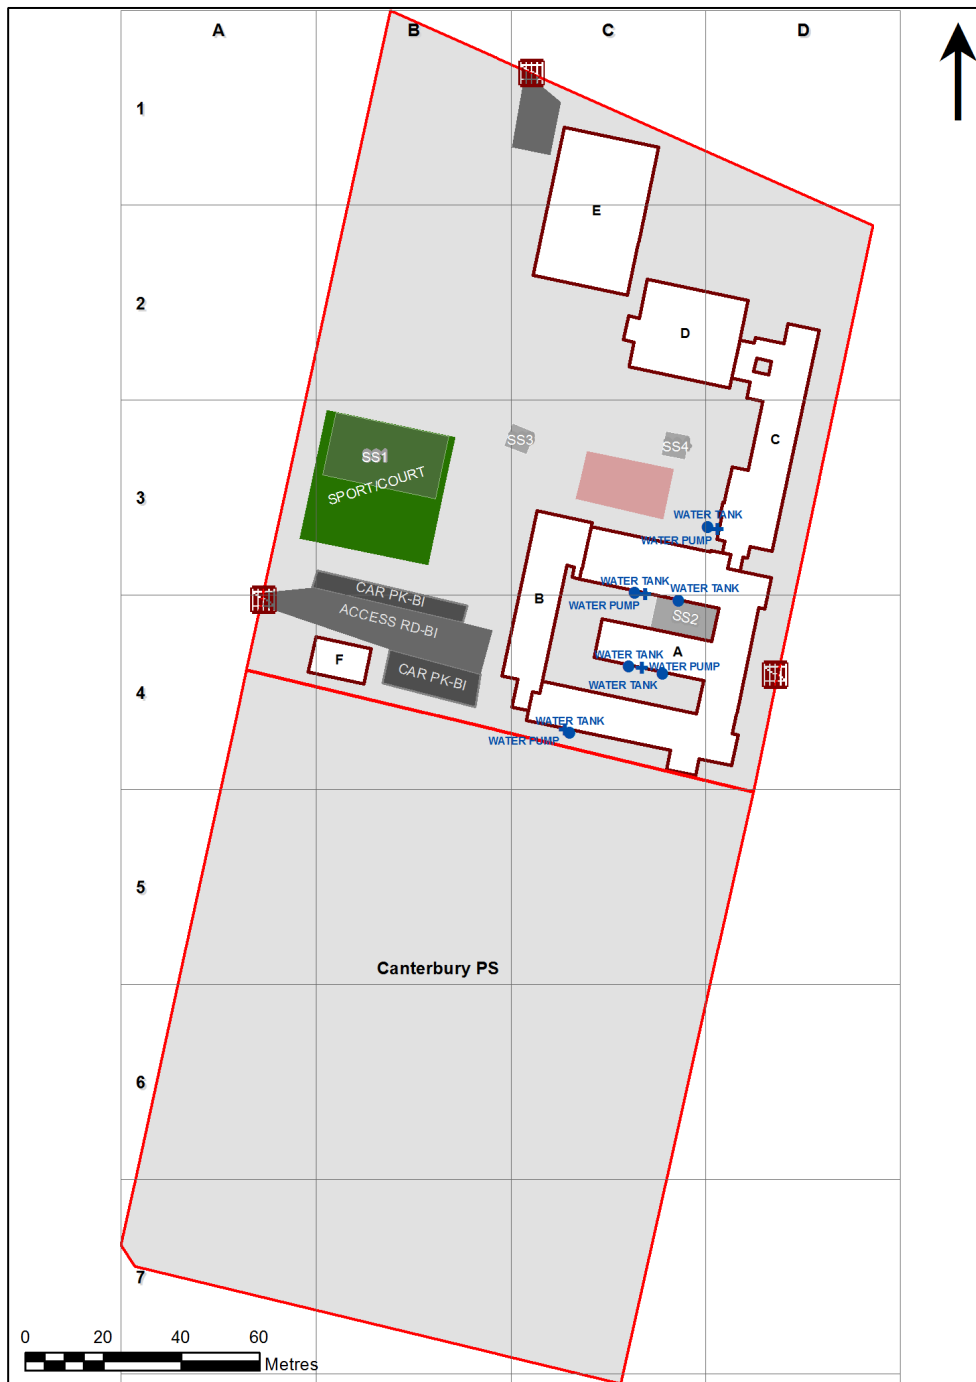 A B C D
1
E
2
D
C
SS3
SS4
SS1
SPORT/COURT
3
WATER TANK
WATER PUMP
WATER TANK
WATER TANK
CAR PK-BI
B
WATER PUMP
ACCESS RD-BI
SS2
A
WATER TANK
WATER PUMP
F
CAR PK-BI
WATER TANK
4
WATER TANK
WATER PUMP
5
Canterbury PS
6
7
0 20 40 60
Metres